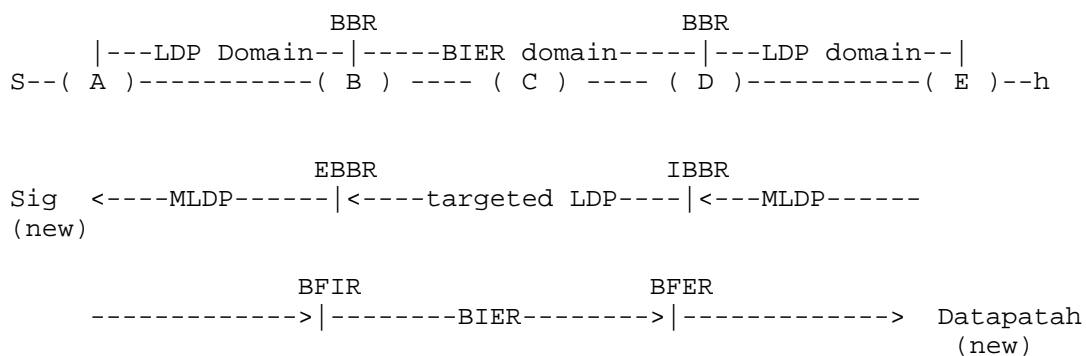 BBR                         BBR
      |---LDP Domain--|-----BIER domain-----|---LDP domain--|
S--( A )-----------( B ) ---- ( C ) ---- ( D )-----------( E )--h
                        EBBR                       IBBR
Sig  <----MLDP------|<----targeted LDP----|<---MLDP------
(new)
                       BFIR                      BFER
      ------------->|--------BIER-------->|-------------> Datapatah
                                                           (new)